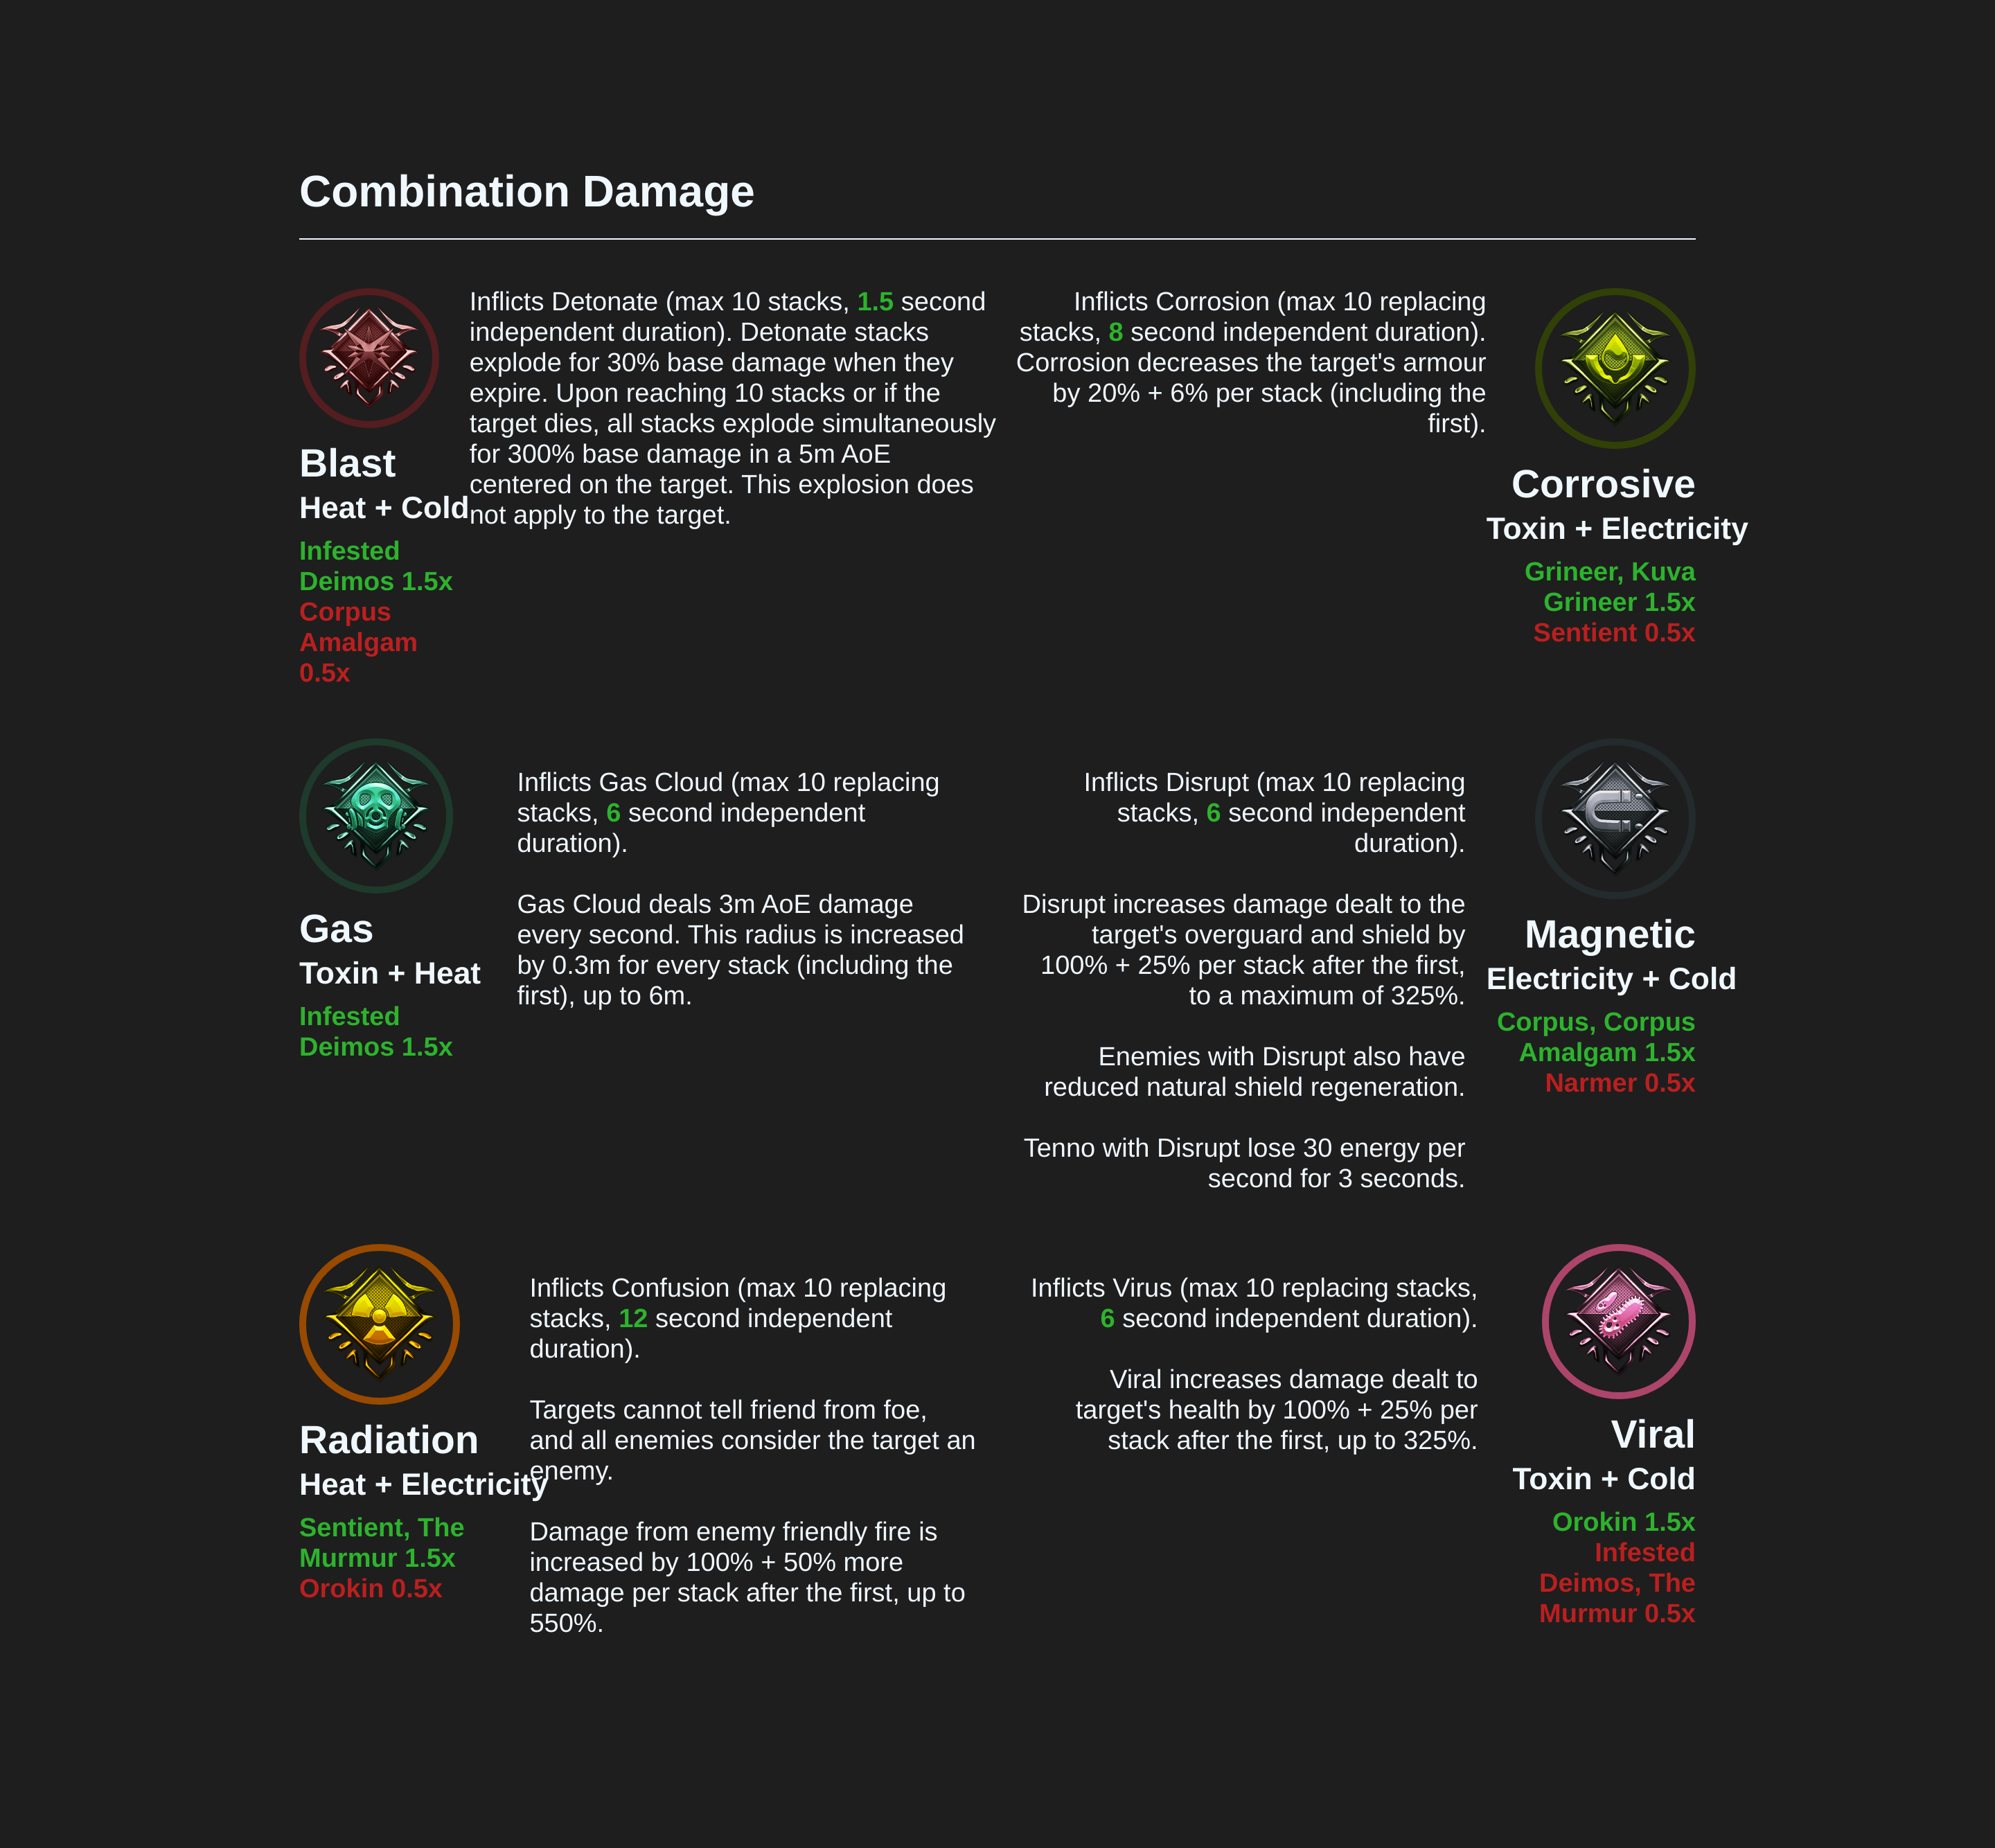 Combination Damage
Inflicts Detonate (max 10 stacks, 1.5 second
independent duration). Detonate stacks
explode for 30% base damage when they
expire. Upon reaching 10 stacks or if the
target dies, all stacks explode simultaneously
for 300% base damage in a 5m AoE
centered on the target. This explosion does
not apply to the target.
Blast
Heat + Cold
Infested
Deimos 1.5x
Corpus
Amalgam
0.5x
Inflicts Corrosion (max 10 replacing
stacks, 8 second independent duration).
Corrosion decreases the target's armour
by 20% + 6% per stack (including the
first).
Corrosive
Toxin + Electricity
Grineer, Kuva
Grineer 1.5x
Sentient 0.5x
Inflicts Gas Cloud (max 10 replacing
stacks, 6 second independent
duration).
Gas Cloud deals 3m AoE damage
every second. This radius is increased
by 0.3m for every stack (including the
first), up to 6m.
Gas
Toxin + Heat
Infested
Deimos 1.5x
Inflicts Disrupt (max 10 replacing
stacks, 6 second independent
duration).
Disrupt increases damage dealt to the
target's overguard and shield by
100% + 25% per stack after the first,
to a maximum of 325%.
Enemies with Disrupt also have
reduced natural shield regeneration.
Tenno with Disrupt lose 30 energy per
second for 3 seconds.
Magnetic
Electricity + Cold
Corpus, Corpus
Amalgam 1.5x
Narmer 0.5x
Inflicts Confusion (max 10 replacing
stacks, 12 second independent
duration).
Targets cannot tell friend from foe,
and all enemies consider the target an
enemy.
Damage from enemy friendly fire is
increased by 100% + 50% more
damage per stack after the first, up to
550%.
Radiation
Heat + Electricity
Sentient, The
Murmur 1.5x
Orokin 0.5x
Inflicts Virus (max 10 replacing stacks,
6 second independent duration).
Viral increases damage dealt to
target's health by 100% + 25% per
stack after the first, up to 325%.
Viral
Toxin + Cold
Orokin 1.5x
Infested
Deimos, The
Murmur 0.5x